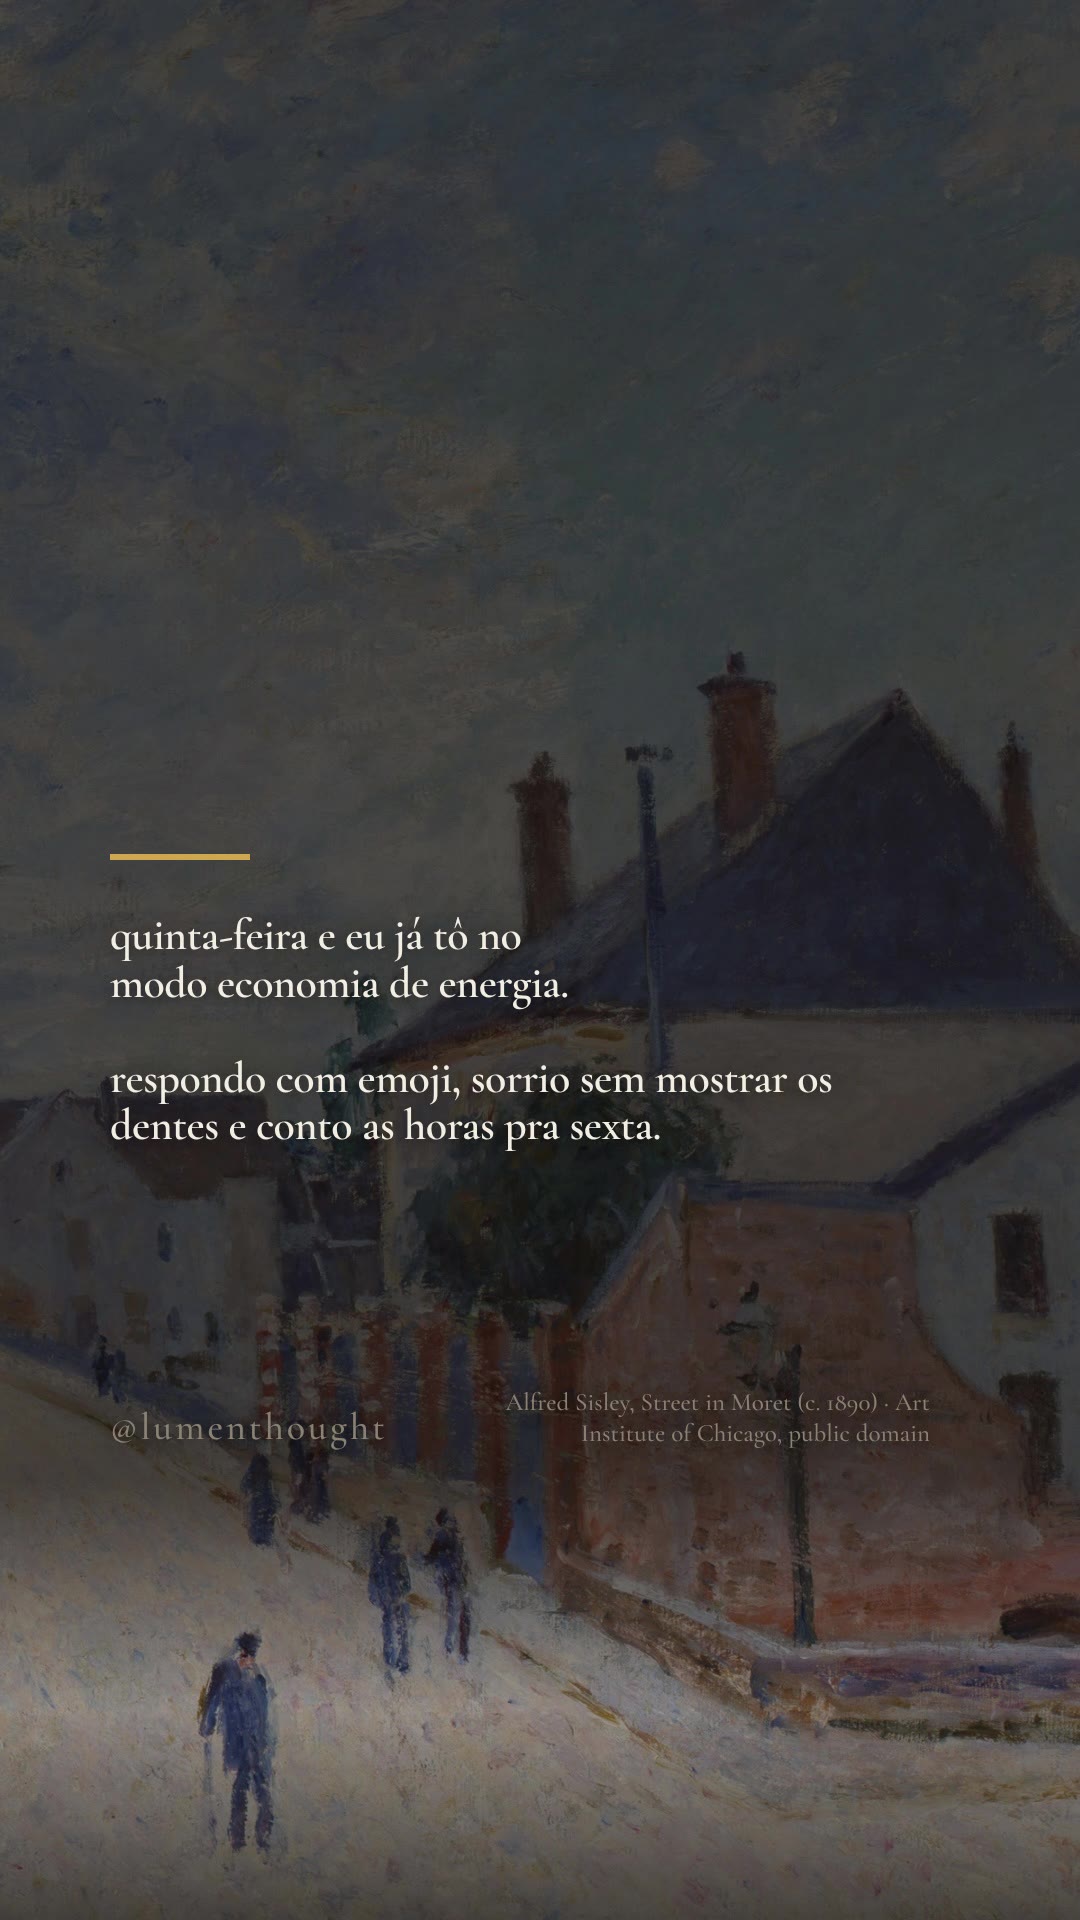 quinta-feira e eu já tô no
modo economia de energia.
respondo com emoji, sorrio sem mostrar os
dentes e conto as horas pra sexta.
@lumenthought
Alfred Sisley, Street in Moret (c. 1890) · Art
Institute of Chicago, public domain